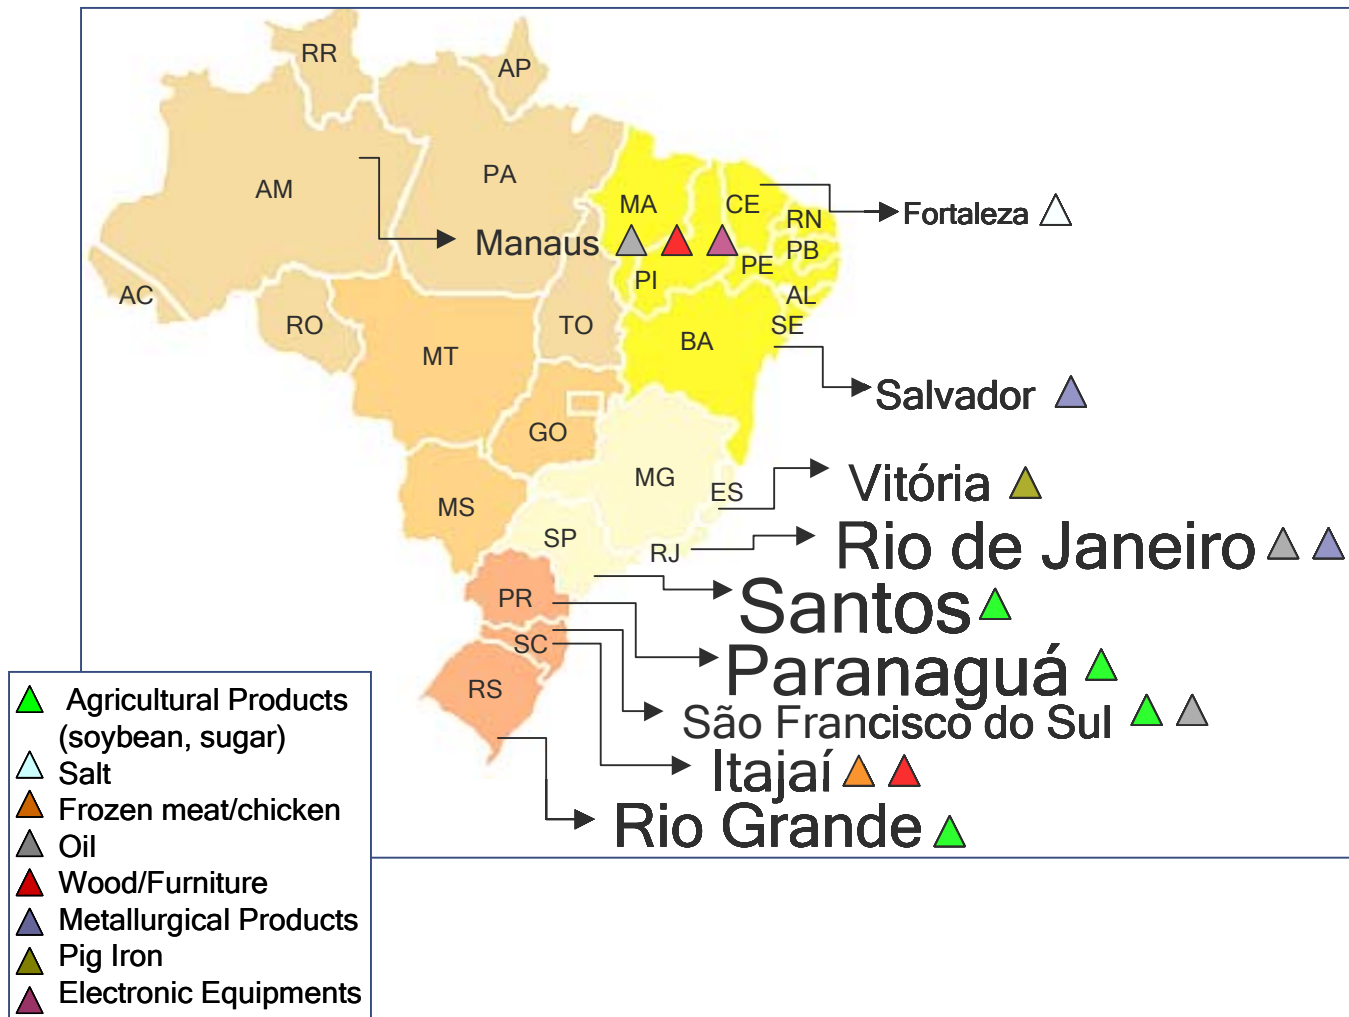 RR
AP
PA
AM
MA
CE
RN
Fortaleza
Manaus
PB
PE
PI
AC
AL
RO
TO
SE
BA
MT
Salvador
GO
MG
Vitória
ES
MS
SP
RJ
Rio de Janeiro
PR
Santos
SC
Paranaguá
RS
São Francisco do Sul
Itajaí
Rio Grande
Agricultural Products
(soybean, sugar)
Salt
Frozen meat/chicken
Oil
Wood/Furniture
Metallurgical Products
Pig Iron
Electronic Equipments